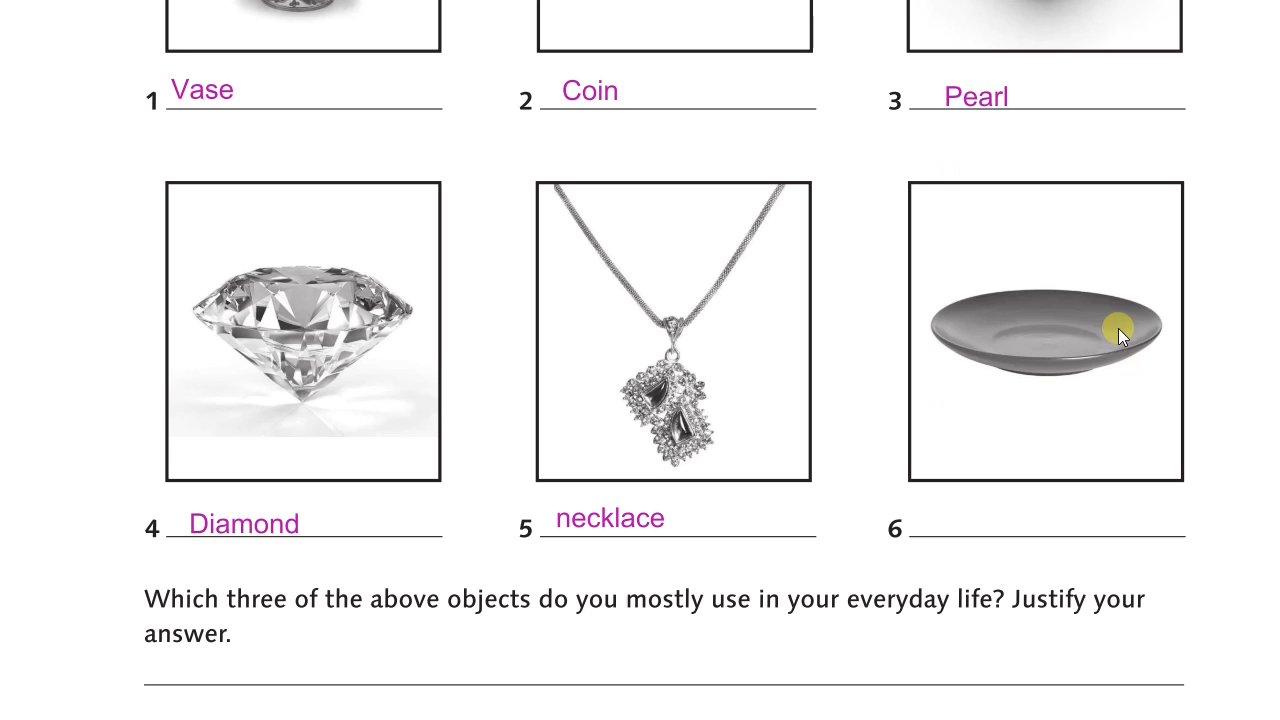 1 Vase
2 Coin
3 Pearl
4 Diamond
5 necklace
6
Which three of the above objects do you mostly use in your everyday life? Justify your
answer.